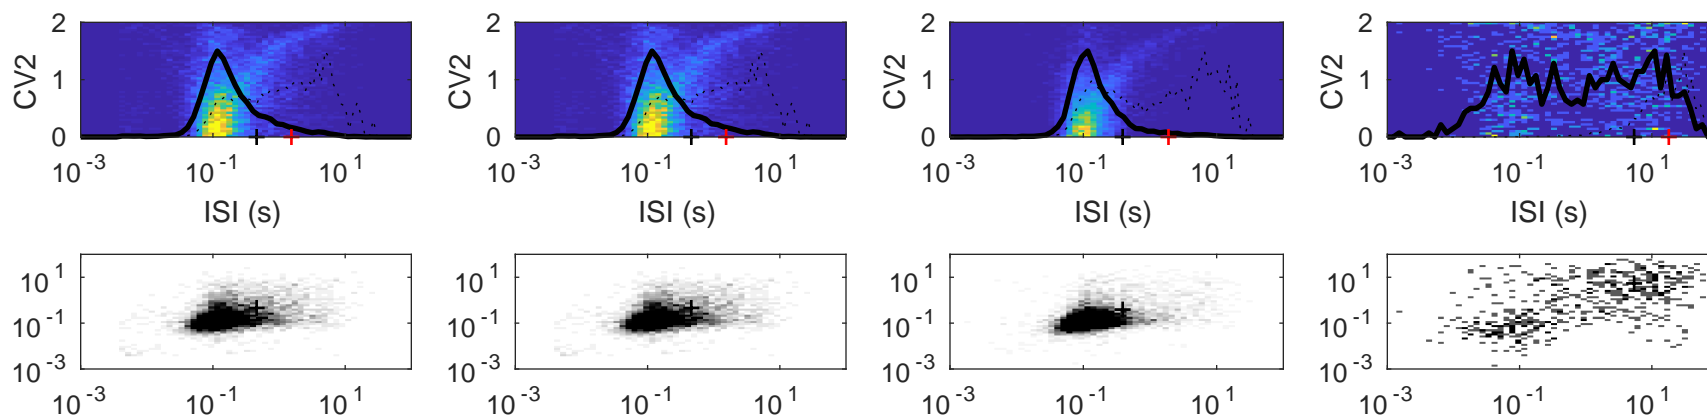 2 2 2 2
CV2 CV2 CV2 CV2
1 1 1 1
0 0 0 0
10^-3 10^-1 10^1 10^-3 10^-1 10^1 10^-3 10^-1 10^1 10^-3 10^-1 10^1
ISI (s) ISI (s) ISI (s) ISI (s)
10^1 10^1 10^1 10^1
10^-1 10^-1 10^-1 10^-1
10^-3 10^-3 10^-3 10^-3
10^-3 10^-1 10^1 10^-3 10^-1 10^1 10^-3 10^-1 10^1 10^-3 10^-1 10^1